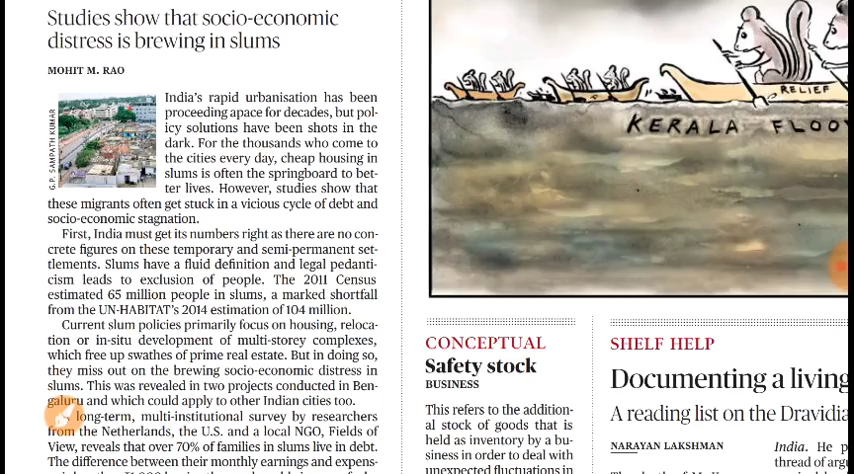 Studies show that socio-economic
distress is brewing in slums
MOHIT M. RAO
G.P. SAMPATH KUMAR
India's rapid urbanisation has been
proceeding apace for decades, but pol-
icy solutions have been shots in the
dark. For the thousands who come to
the cities every day, cheap housing in
slums is often the springboard to bet-
ter lives. However, studies show that
these migrants often get stuck in a vicious cycle of debt and
socio-economic stagnation.
First, India must get its numbers right as there are no con-
crete figures on these temporary and semi-permanent set-
tlements. Slums have a fluid definition and legal pedanti-
cism leads to exclusion of people. The 2011 Census
estimated 65 million people in slums, a marked shortfall
from the UN-HABITAT's 2014 estimation of 104 million.
Current slum policies primarily focus on housing, reloca-
tion or in-situ development of multi-storey complexes,
which free up swathes of prime real estate. But in doing so,
they miss out on the brewing socio-economic distress in
slums. This was revealed in two projects conducted in Ben-
galuru and which could apply to other Indian cities too.
long-term, multi-institutional survey by researchers
from the Netherlands, the U.S. and a local NGO, Fields of
View, reveals that over 70% of families in slums live in debt.
The difference between their monthly earnings and expens-
RELIEF
KERALA FLOO
CONCEPTUAL
Safety stock
BUSINESS
This refers to the addition-
al stock of goods that is
held as inventory by a bu-
siness in order to deal with
unexpected fluctuations in
SHELF HELP
Documenting a living
A reading list on the Dravidia
NARAYAN LAKSHMAN
India. He p
thread of arg